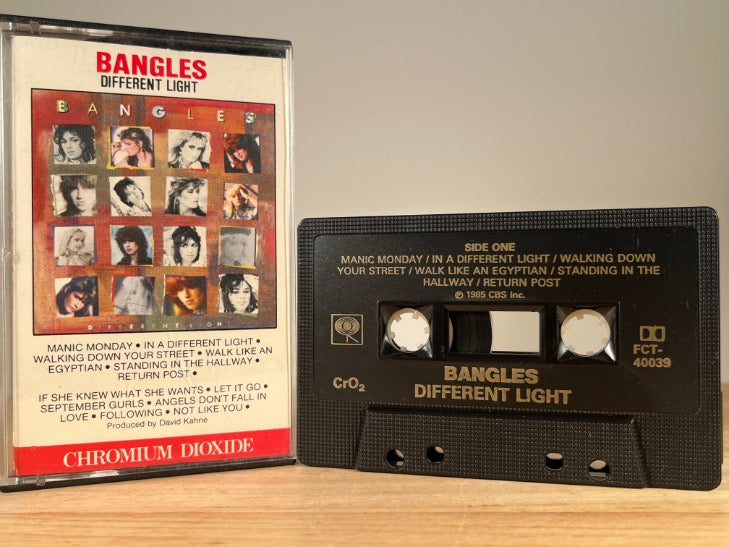 BANGLES
DIFFERENT LIGHT
BANGLES
DIFFERENT LIGHT
MANIC MONDAY • IN A DIFFERENT LIGHT •
WALKING DOWN YOUR STREET • WALK LIKE AN
EGYPTIAN • STANDING IN THE HALLWAY •
RETURN POST •
IF SHE KNEW WHAT SHE WANTS • LET IT GO •
SEPTEMBER GURLS • ANGELS DON'T FALL IN
LOVE • FOLLOWING • NOT LIKE YOU •
Produced by David Kahne
CHROMIUM DIOXIDE
SIDE ONE
MANIC MONDAY / IN A DIFFERENT LIGHT / WALKING DOWN
YOUR STREET / WALK LIKE AN EGYPTIAN / STANDING IN THE
HALLWAY / RETURN POST
℗ 1985 CBS Inc.
FCT-
40039
CrO₂
BANGLES
DIFFERENT LIGHT